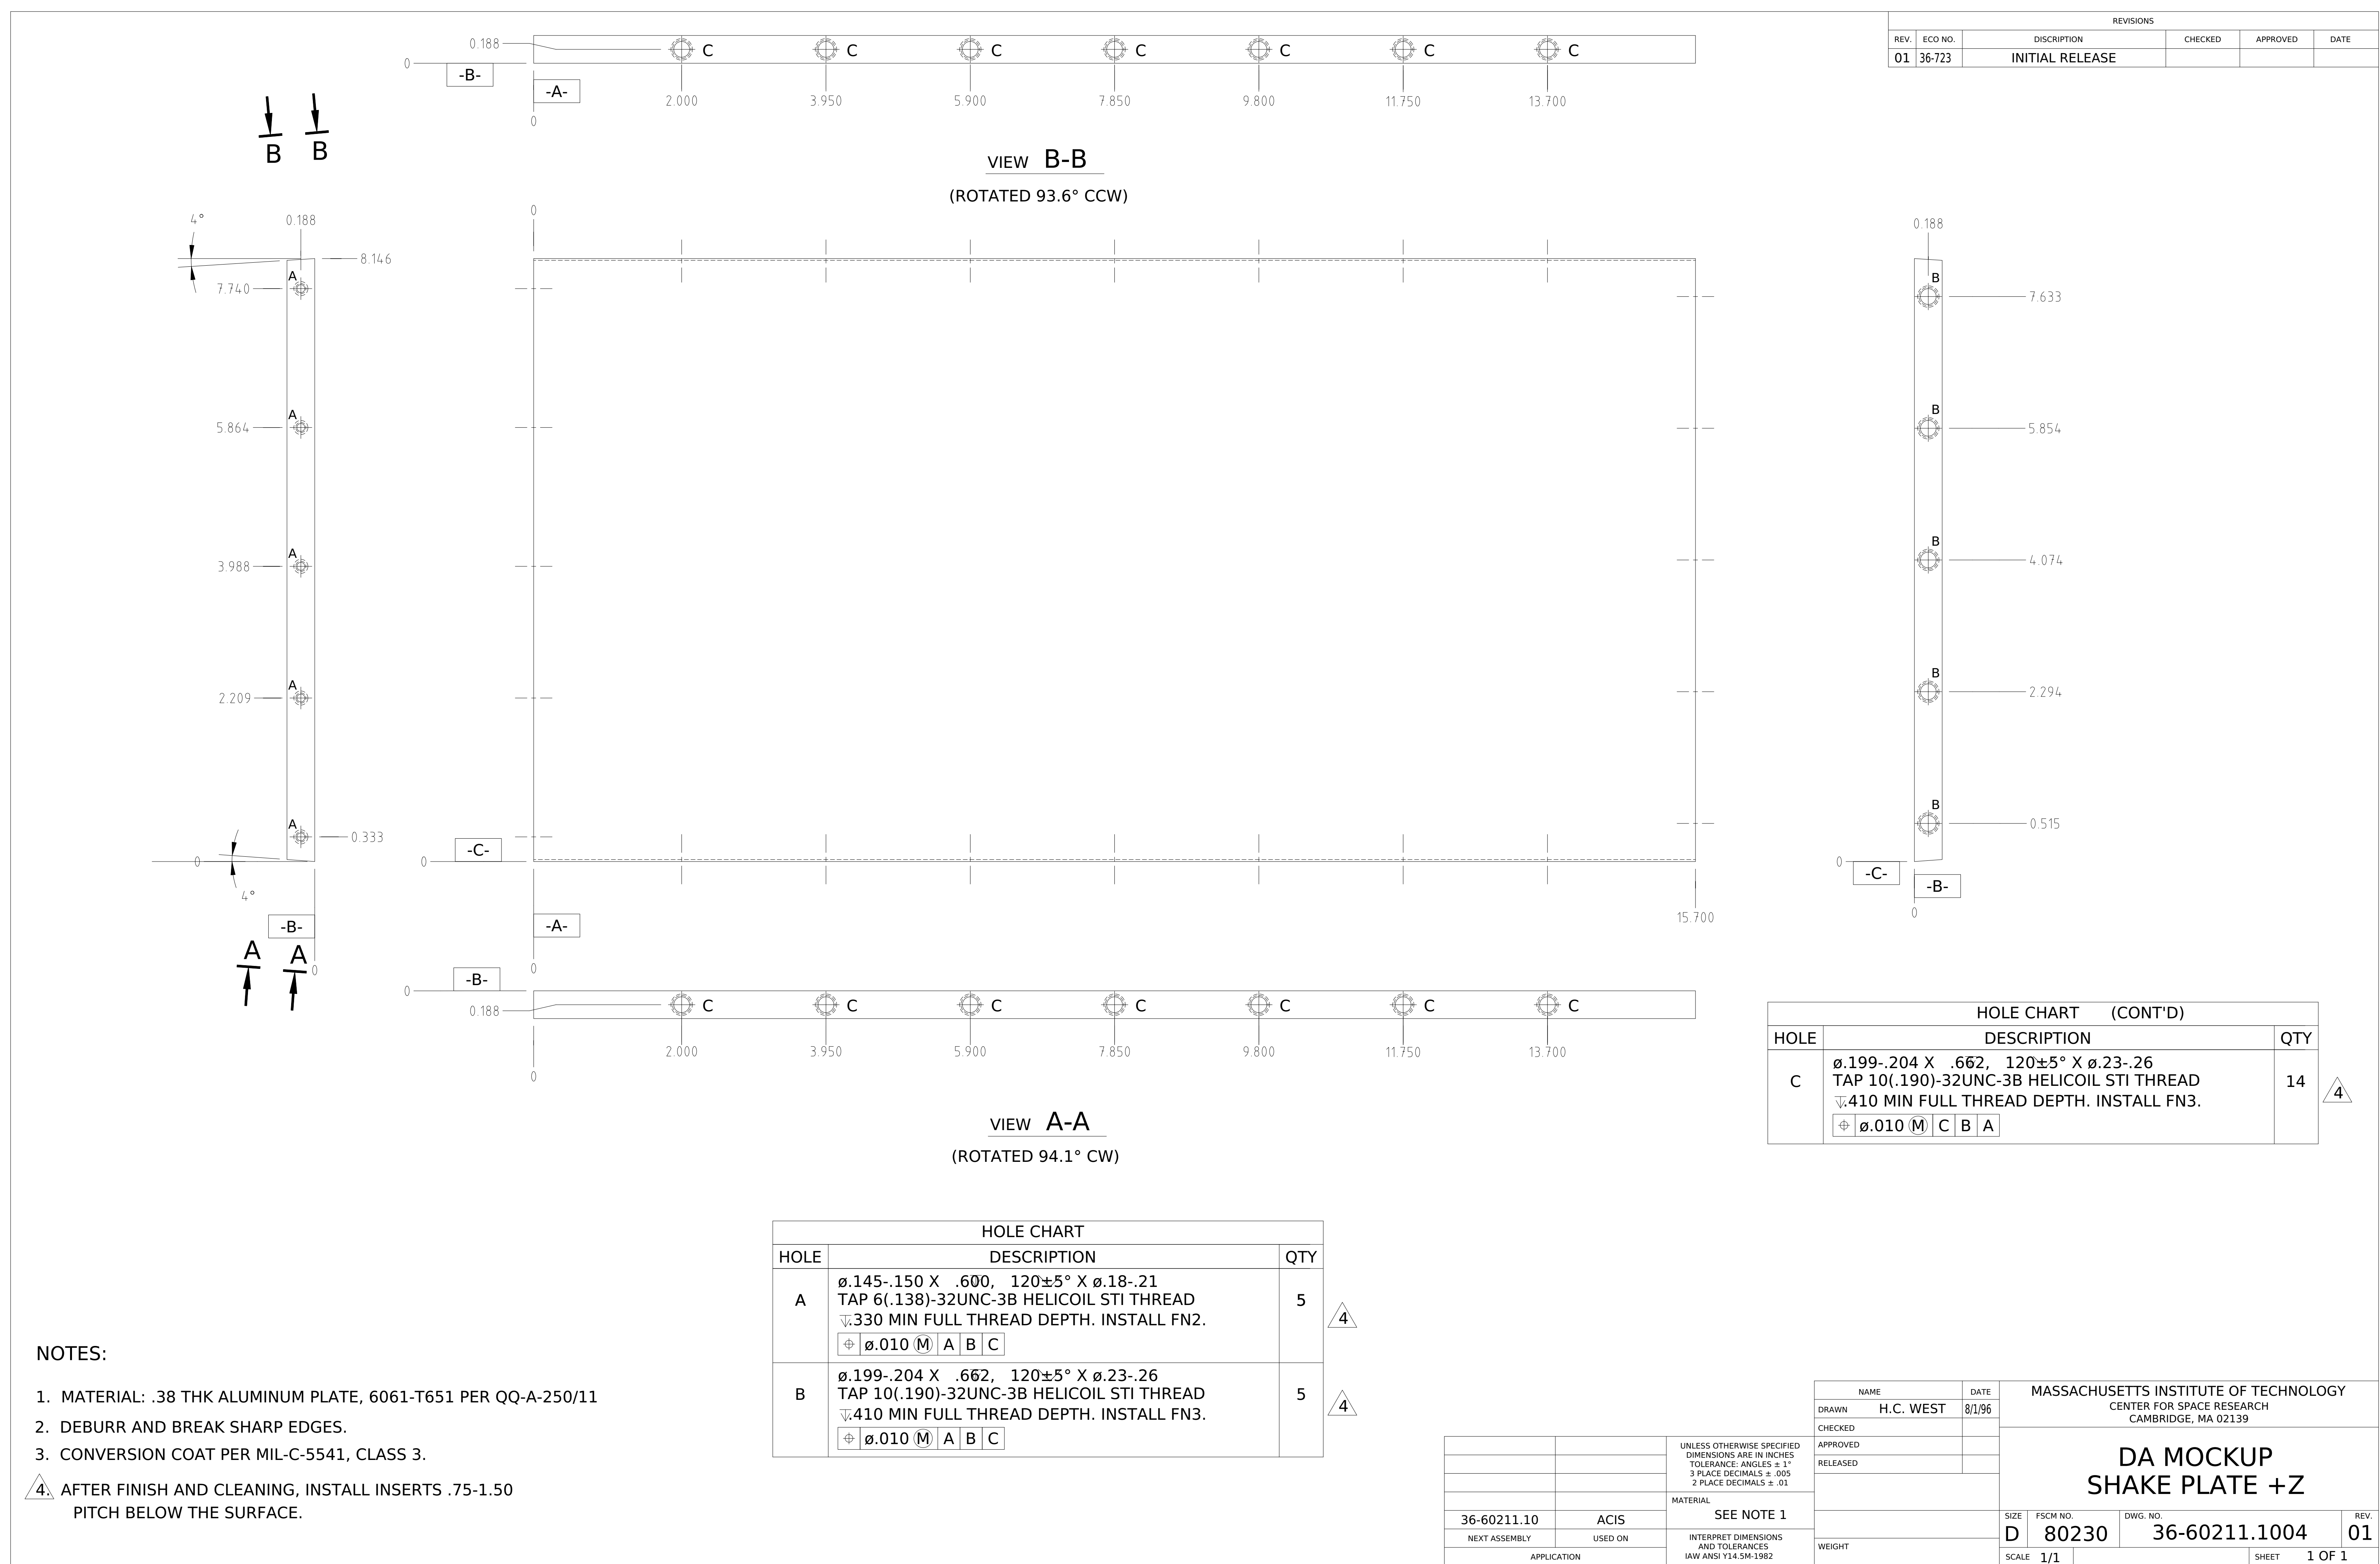 REVISIONS
REV. ECO NO. DISCRIPTION CHECKED APPROVED DATE
01 36-723 INITIAL RELEASE
0.188 C C C C C C C
0 -B-
-A-
2.000 3.950 5.900 7.850 9.800 11.750 13.700
0
B B
VIEW B-B
(ROTATED 93.6° CCW)
0
4° 0.188 0.188
8.146
A B
7.740 7.633
A B
5.864 5.854
A B
3.988 4.074
A B
2.209 2.294
A B
0.333 0.515
0 0 -C- 0 -C-
4° -B-
-B- -A- 15.700 0
A A 0 0
-B-
0
0.188 C C C C C C C
2.000 3.950 5.900 7.850 9.800 11.750 13.700
0
VIEW A-A
(ROTATED 94.1° CW)
HOLE CHART (CONT'D)
HOLE DESCRIPTION QTY
ø.199-.204 X .662, 120±5° X ø.23-.26
C TAP 10(.190)-32UNC-3B HELICOIL STI THREAD 14 4
.410 MIN FULL THREAD DEPTH. INSTALL FN3.
ø.010 M C B A
HOLE CHART
HOLE DESCRIPTION QTY
ø.145-.150 X .600, 120±5° X ø.18-.21
A TAP 6(.138)-32UNC-3B HELICOIL STI THREAD 5 4
.330 MIN FULL THREAD DEPTH. INSTALL FN2.
ø.010 M A B C
ø.199-.204 X .662, 120±5° X ø.23-.26
B TAP 10(.190)-32UNC-3B HELICOIL STI THREAD 5 4
.410 MIN FULL THREAD DEPTH. INSTALL FN3.
ø.010 M A B C
NOTES:
1. MATERIAL: .38 THK ALUMINUM PLATE, 6061-T651 PER QQ-A-250/11
2. DEBURR AND BREAK SHARP EDGES.
3. CONVERSION COAT PER MIL-C-5541, CLASS 3.
4. AFTER FINISH AND CLEANING, INSTALL INSERTS .75-1.50
PITCH BELOW THE SURFACE.
36-60211.10 ACIS
NEXT ASSEMBLY USED ON
APPLICATION
UNLESS OTHERWISE SPECIFIED
DIMENSIONS ARE IN INCHES
TOLERANCE: ANGLES ± 1°
3 PLACE DECIMALS ± .005
2 PLACE DECIMALS ± .01
MATERIAL
SEE NOTE 1
INTERPRET DIMENSIONS
AND TOLERANCES
IAW ANSI Y14.5M-1982
NAME DATE
DRAWN H.C. WEST 8/1/96
CHECKED
APPROVED
RELEASED
WEIGHT
MASSACHUSETTS INSTITUTE OF TECHNOLOGY
CENTER FOR SPACE RESEARCH
CAMBRIDGE, MA 02139
DA MOCKUP
SHAKE PLATE +Z
SIZE FSCM NO. DWG. NO. REV.
D 80230 36-60211.1004 01
SCALE 1/1 SHEET 1 OF 1